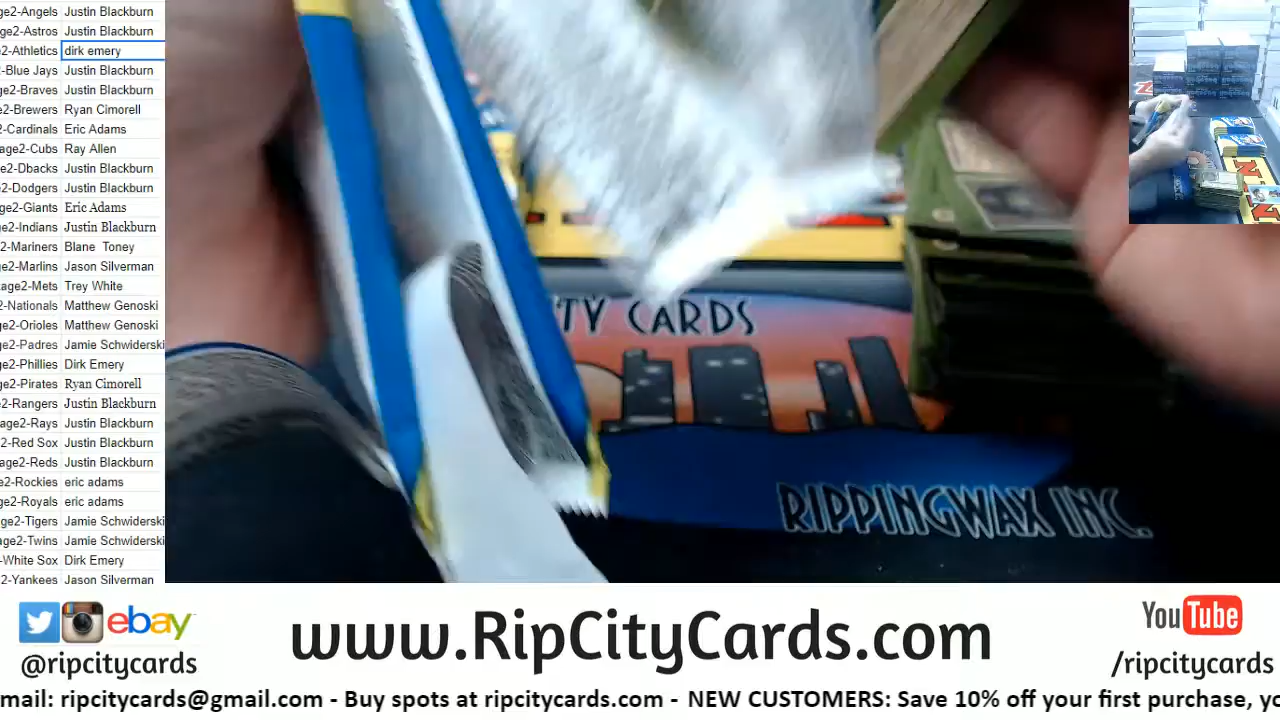 ge2-Angels Justin Blackburn
ge2-Astros Justin Blackburn
e2-Athletics dirk emery
-Blue Jays Justin Blackburn
ge2-Braves Justin Blackburn
ge2-Brewers Ryan Cimorell
e2-Cardinals Eric Adams
age2-Cubs Ray Allen
ge2-Dbacks Justin Blackburn
ge2-Dodgers Justin Blackburn
age2-Giants Eric Adams
ge2-Indians Justin Blackburn
e2-Mariners Blane Toney
ge2-Marlins Jason Silverman
age2-Mets Trey White
2-Nationals Matthew Genoski
ge2-Orioles Matthew Genoski
ge2-Padres Jamie Schwiderski
ge2-Phillies Dirk Emery
ge2-Pirates Ryan Cimorell
e2-Rangers Justin Blackburn
age2-Rays Justin Blackburn
2-Red Sox Justin Blackburn
age2-Reds Justin Blackburn
e2-Rockies eric adams
ge2-Royals eric adams
age2-Tigers Jamie Schwiderski
age2-Twins Jamie Schwiderski
-White Sox Dirk Emery
2-Yankees Jason Silverman
TY CARDS
RIPPINGWAX INC.
ebay
@ripcitycards
www.RipCityCards.com
YouTube
/ripcitycards
mail: ripcitycards@gmail.com - Buy spots at ripcitycards.com - NEW CUSTOMERS: Save 10% off your first purchase, yo